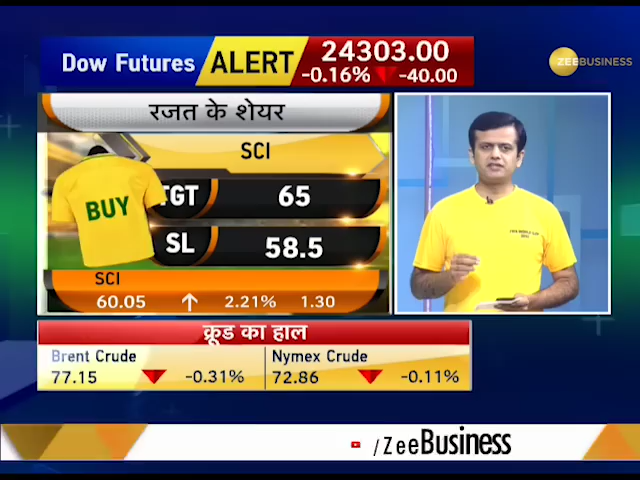 Dow Futures ALERT 24303.00
-0.16% -40.00
ZEEBUSINESS
रजत के शेयर
SCI
BUY
TGT 65
SL 58.5
SCI
60.05 2.21% 1.30
क्रूड का हाल
Brent Crude Nymex Crude
77.15 -0.31% 72.86 -0.11%
/ZeeBusiness